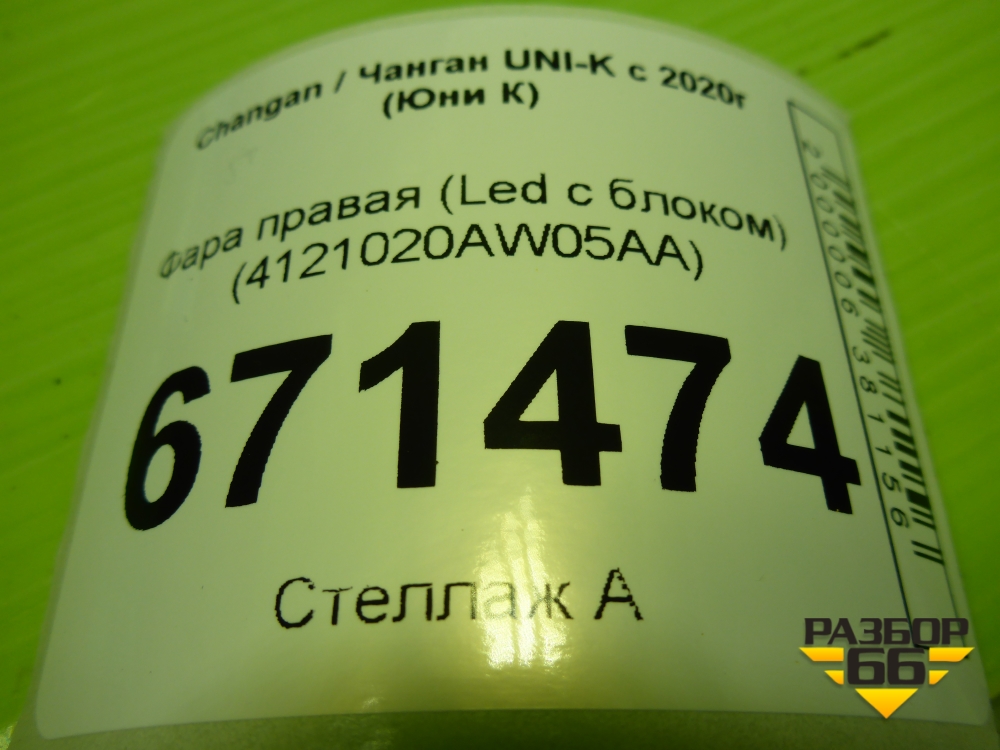 Changan / Чанган UNI-K с 2020г
(Юни К)
Фара правая (Led с блоком)
(4121020AW05AA)
671474
Стеллаж А
2000006381156
РАЗБОР
66